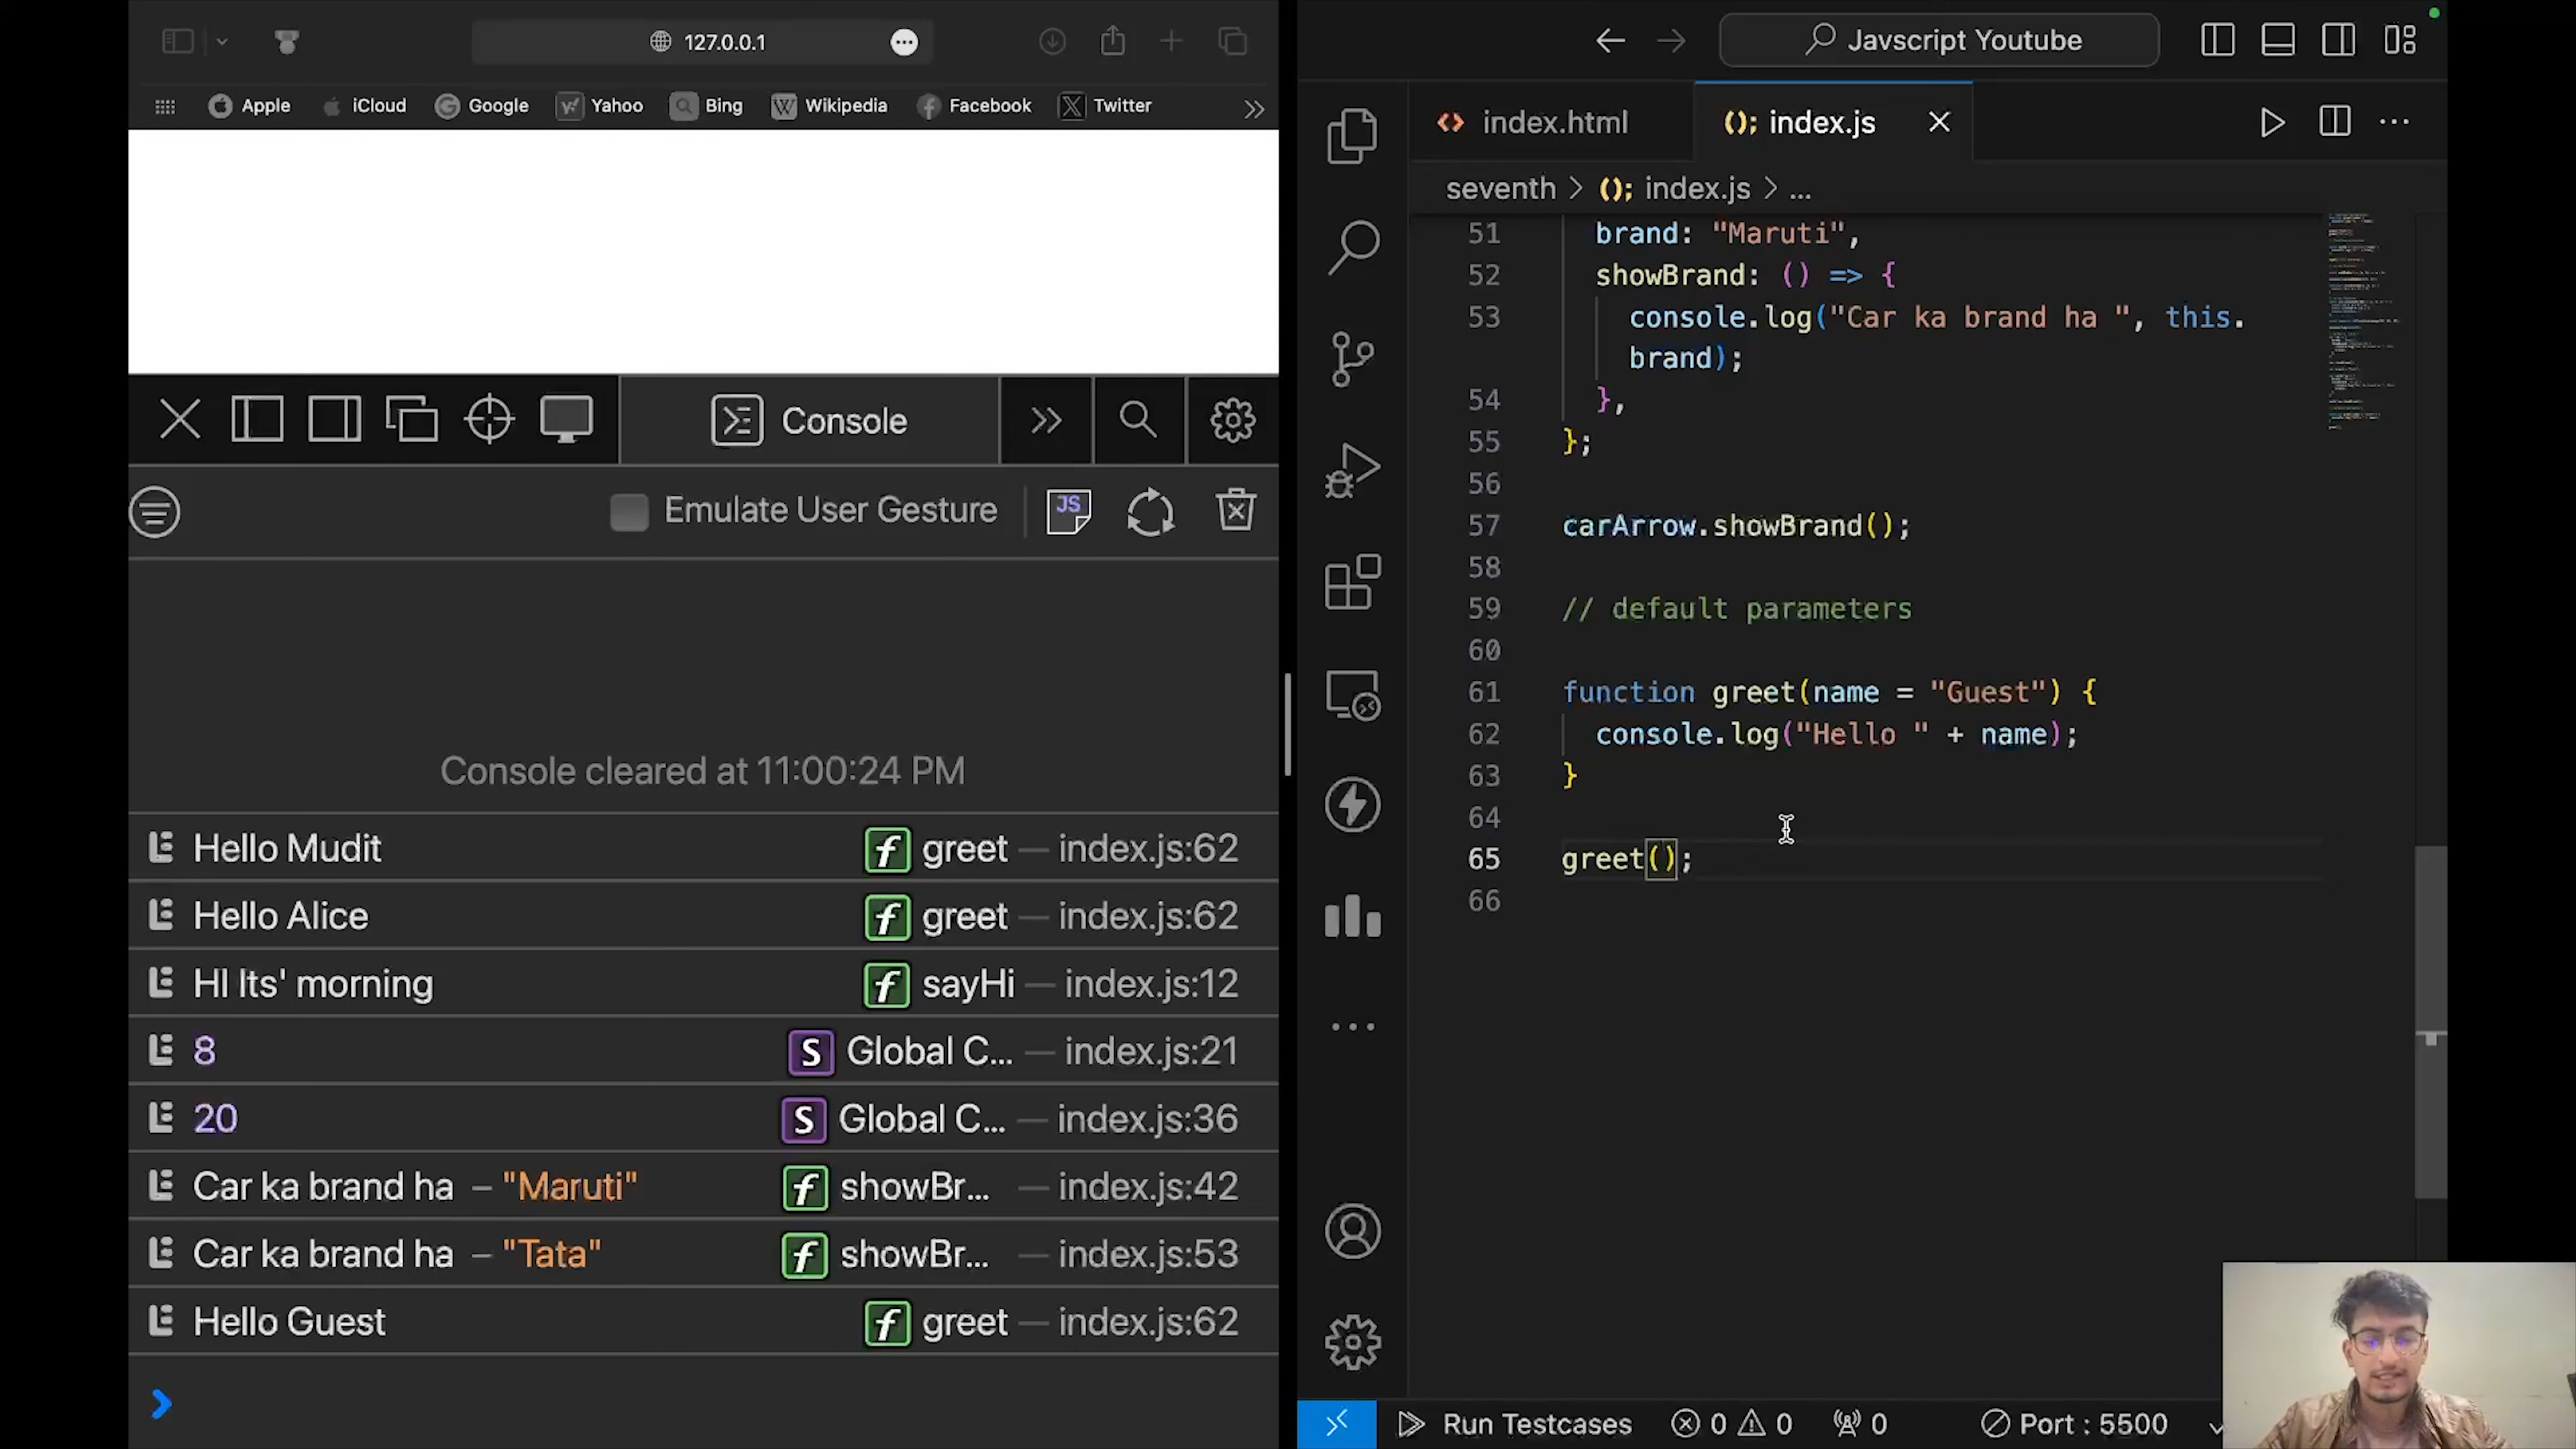 127.0.0.1
Apple iCloud Google Yahoo Bing Wikipedia Facebook Twitter
Console
Emulate User Gesture
JS
Console cleared at 11:00:24 PM
Hello Mudit greet — index.js:62
Hello Alice greet — index.js:62
HI Its' morning sayHi — index.js:12
8 S Global C... — index.js:21
20 S Global C... — index.js:36
Car ka brand ha – "Maruti" showBr... — index.js:42
Car ka brand ha – "Tata" showBr... — index.js:53
Hello Guest greet — index.js:62
Javscript Youtube
index.html index.js
seventh > index.js > ...
51 brand: "Maruti",
52 showBrand: () => {
53 console.log("Car ka brand ha ", this.
brand);
54 },
55 };
56
57 carArrow.showBrand();
58
59 // default parameters
60
61 function greet(name = "Guest") {
62 console.log("Hello " + name);
63 }
64
65 greet();
66
Run Testcases 0 0 0 Port : 5500